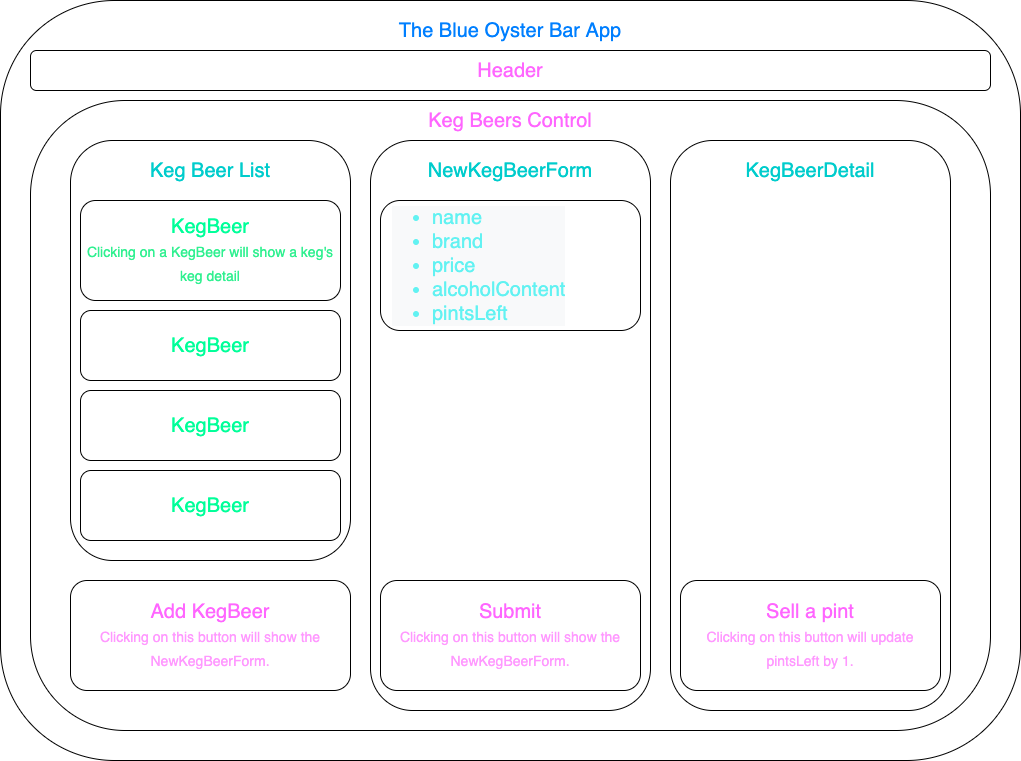 The Blue Oyster Bar App
Header
Keg Beers Control
Keg Beer List
KegBeer
Clicking on a KegBeer will show a keg's
keg detail
KegBeer
KegBeer
KegBeer
Add KegBeer
Clicking on this button will show the
NewKegBeerForm.
NewKegBeerForm
• name
• brand
• price
• alcoholContent
• pintsLeft
Submit
Clicking on this button will show the
NewKegBeerForm.
KegBeerDetail
Sell a pint
Clicking on this button will update
pintsLeft by 1.